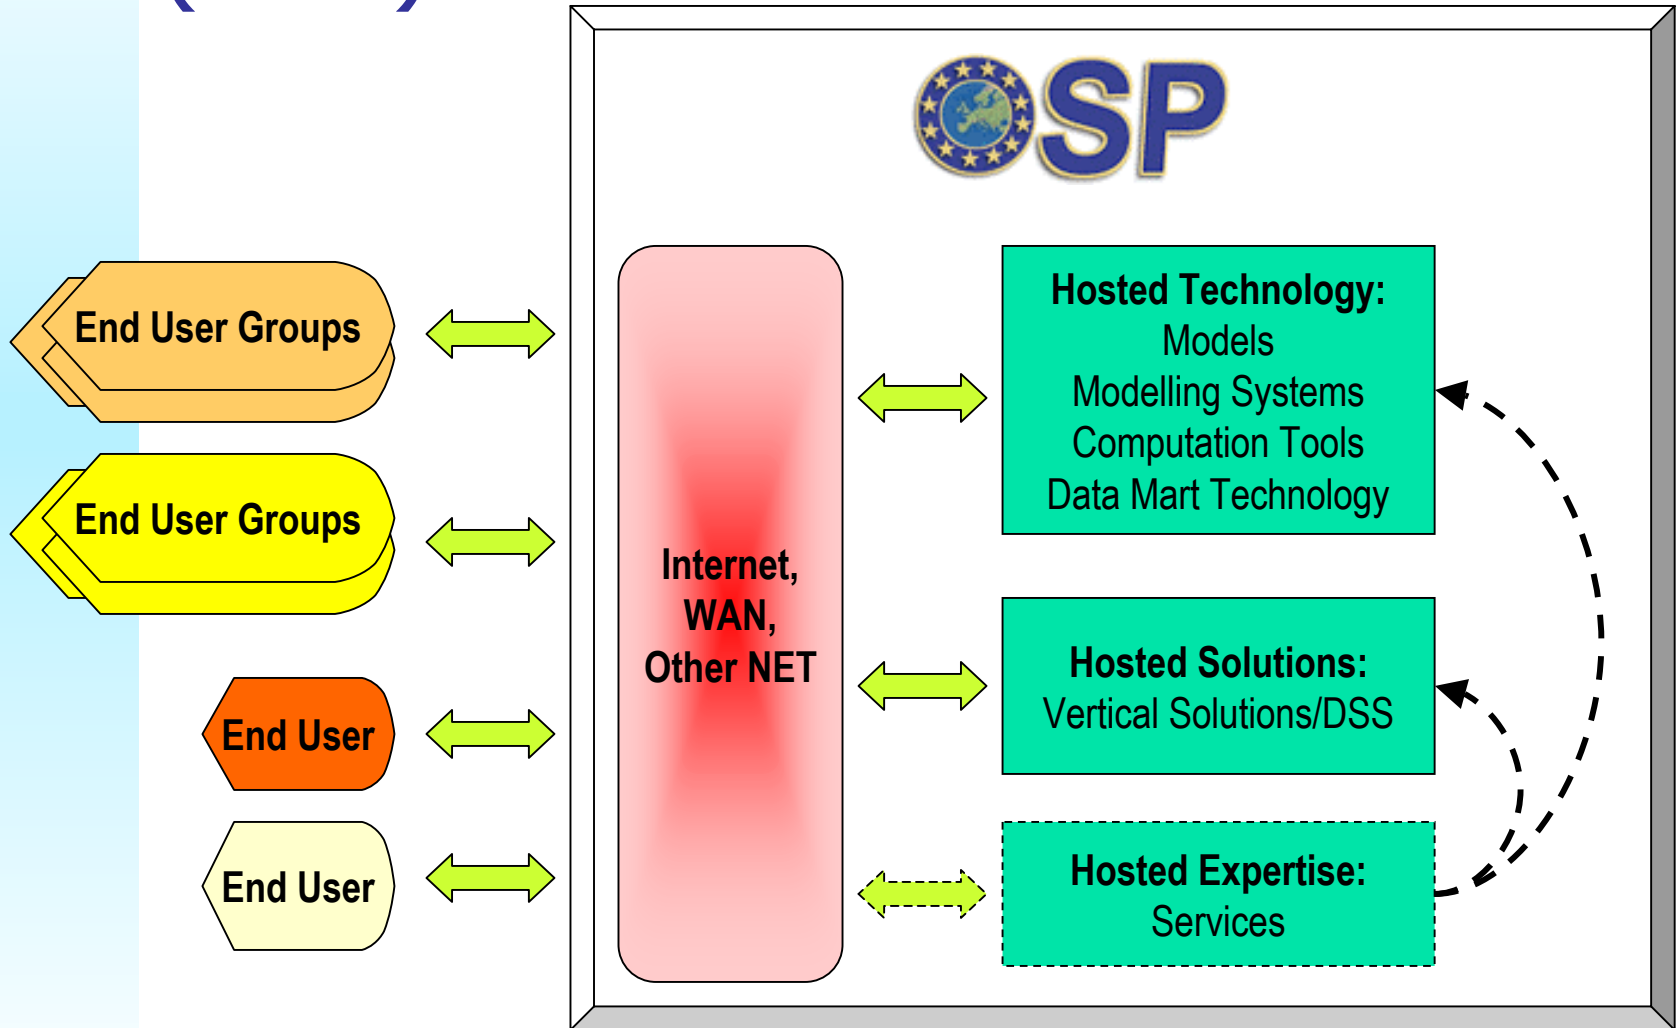 OSP
End User Groups
End User Groups
End User
End User
Internet,
WAN,
Other NET
Hosted Technology:
Models
Modelling Systems
Computation Tools
Data Mart Technology
Hosted Solutions:
Vertical Solutions/DSS
Hosted Expertise:
Services